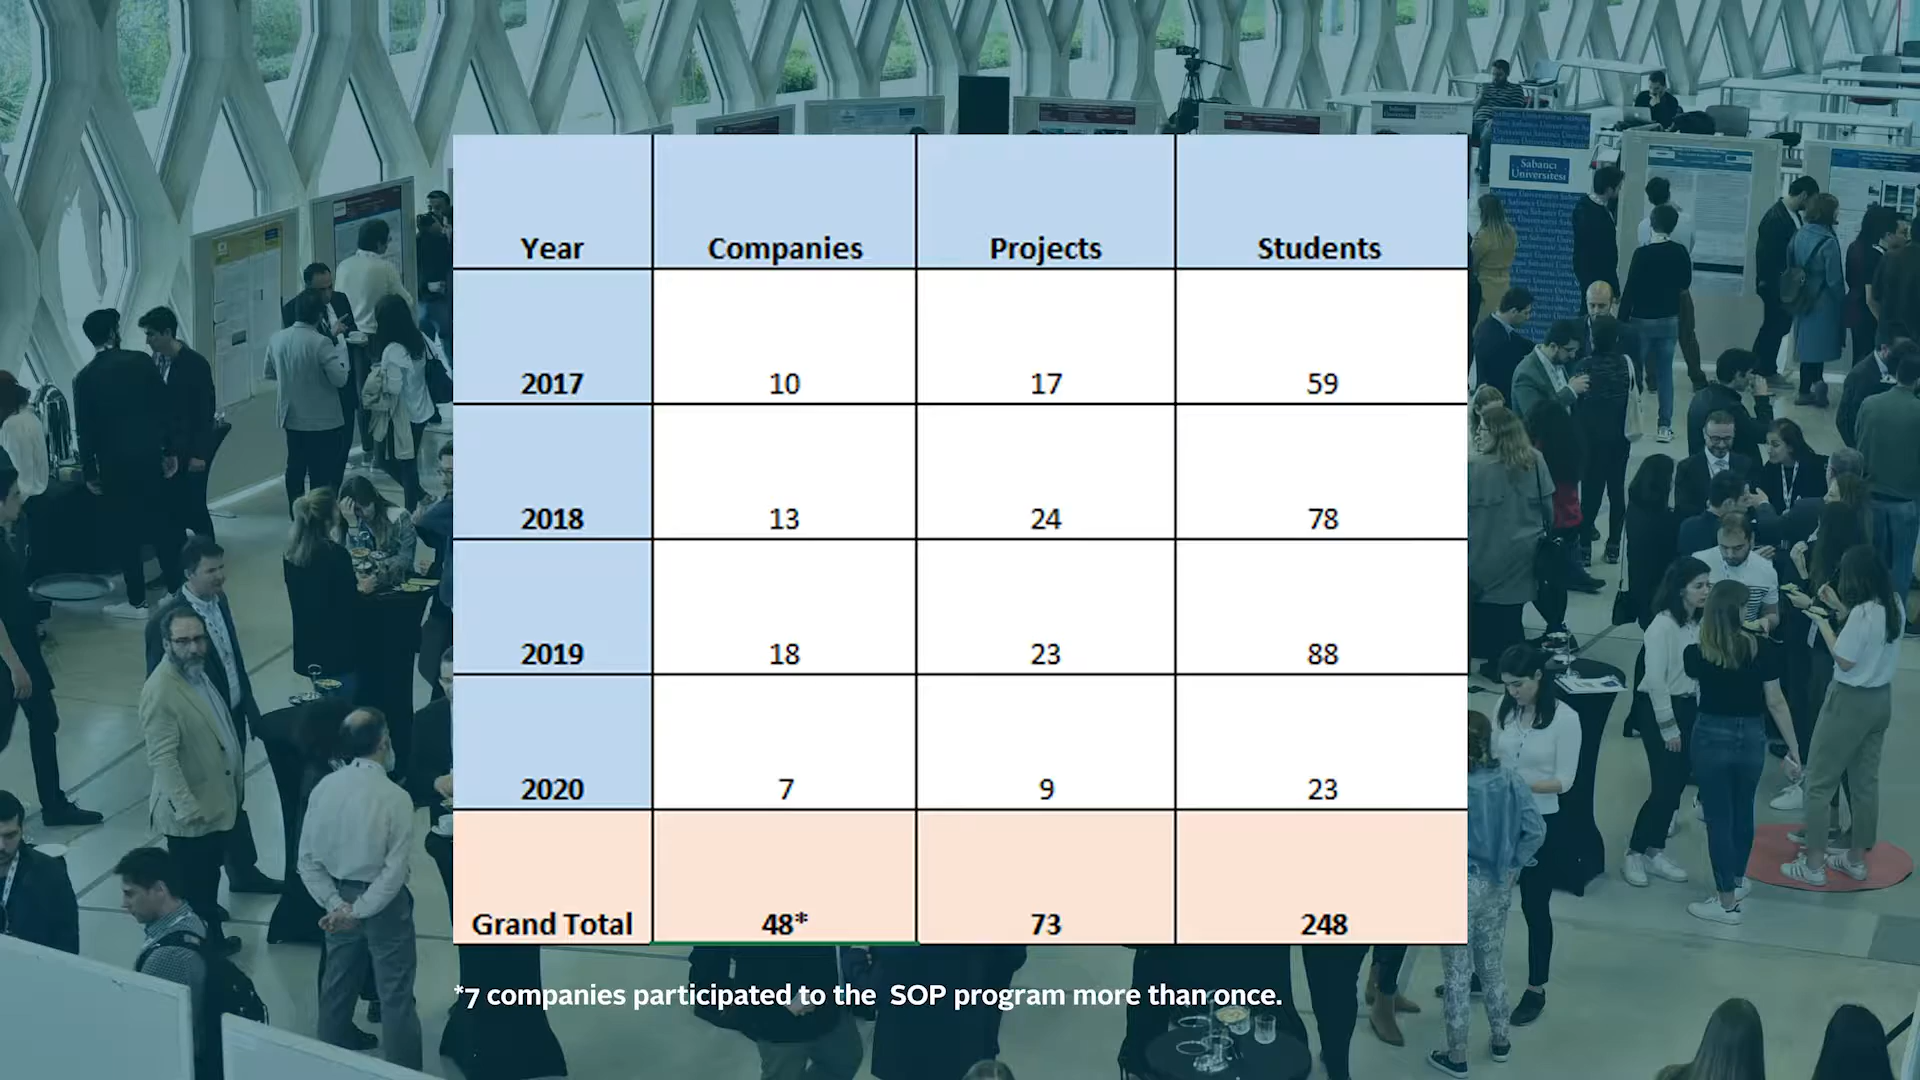 Sabancı
Üniversitesi
Year Companies Projects Students
2017 10 17 59
2018 13 24 78
2019 18 23 88
2020 7 9 23
Grand Total 48* 73 248
*7 companies participated to the SOP program more than once.